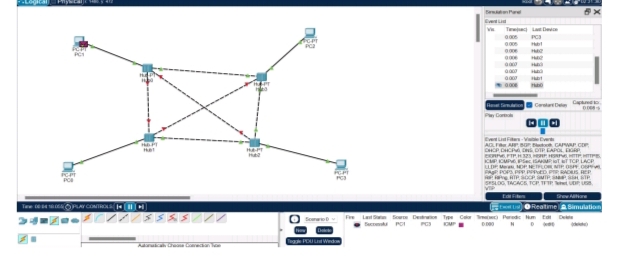 Logical
Physical
Simulation Panel
Event List
Vis. Time(sec) Last Device
0.005 PC3
0.005 Hub1
0.006 Hub2
0.006 Hub2
0.007 Hub3
0.007 Hub3
0.007 Hub1
0.008 Hub0
Reset Simulation Constant Delay Captured to:
0.008 s
Play Controls
PC-PT
PC1
PC-PT
PC2
Hub-PT
Hub0
Hub-PT
Hub3
Hub-PT
Hub1
Hub-PT
Hub2
PC-PT
PC0
PC-PT
PC3
Event List Filters - Visible Events
ACL Filter, ARP, BGP, Bluetooth, CAPWAP, CDP,
DHCP, DHCPv6, DNS, DTP, EAPOL, EIGRP,
EIGRPv6, FTP, H.323, HSRP, HSRPv6, HTTP, HTTPS,
ICMP, ICMPv6, IPSec, ISAKMP, IoT, IoT TCP, LACP,
LLDP, Meraki, NDP, NETFLOW, NTP, OSPF, OSPFv6,
PAgP, POP3, PPP, PPPoED, PTP, RADIUS, REP,
RIP, RIPng, RTP, SCCP, SMTP, SNMP, SSH, STP,
SYSLOG, TACACS, TCP, TFTP, Telnet, UDP, USB,
VTP
Edit Filters Show All/None
PLAY CONTROLS:
Event List Realtime Simulation
Scenario 0
New Delete
Toggle PDU List Window
Fire Last Status Source Destination Type Color Time(sec) Periodic Num Edit Delete
Successful PC1 PC3 ICMP 0.000 N 0 (edit) (delete)
Automatically Choose Connection Type